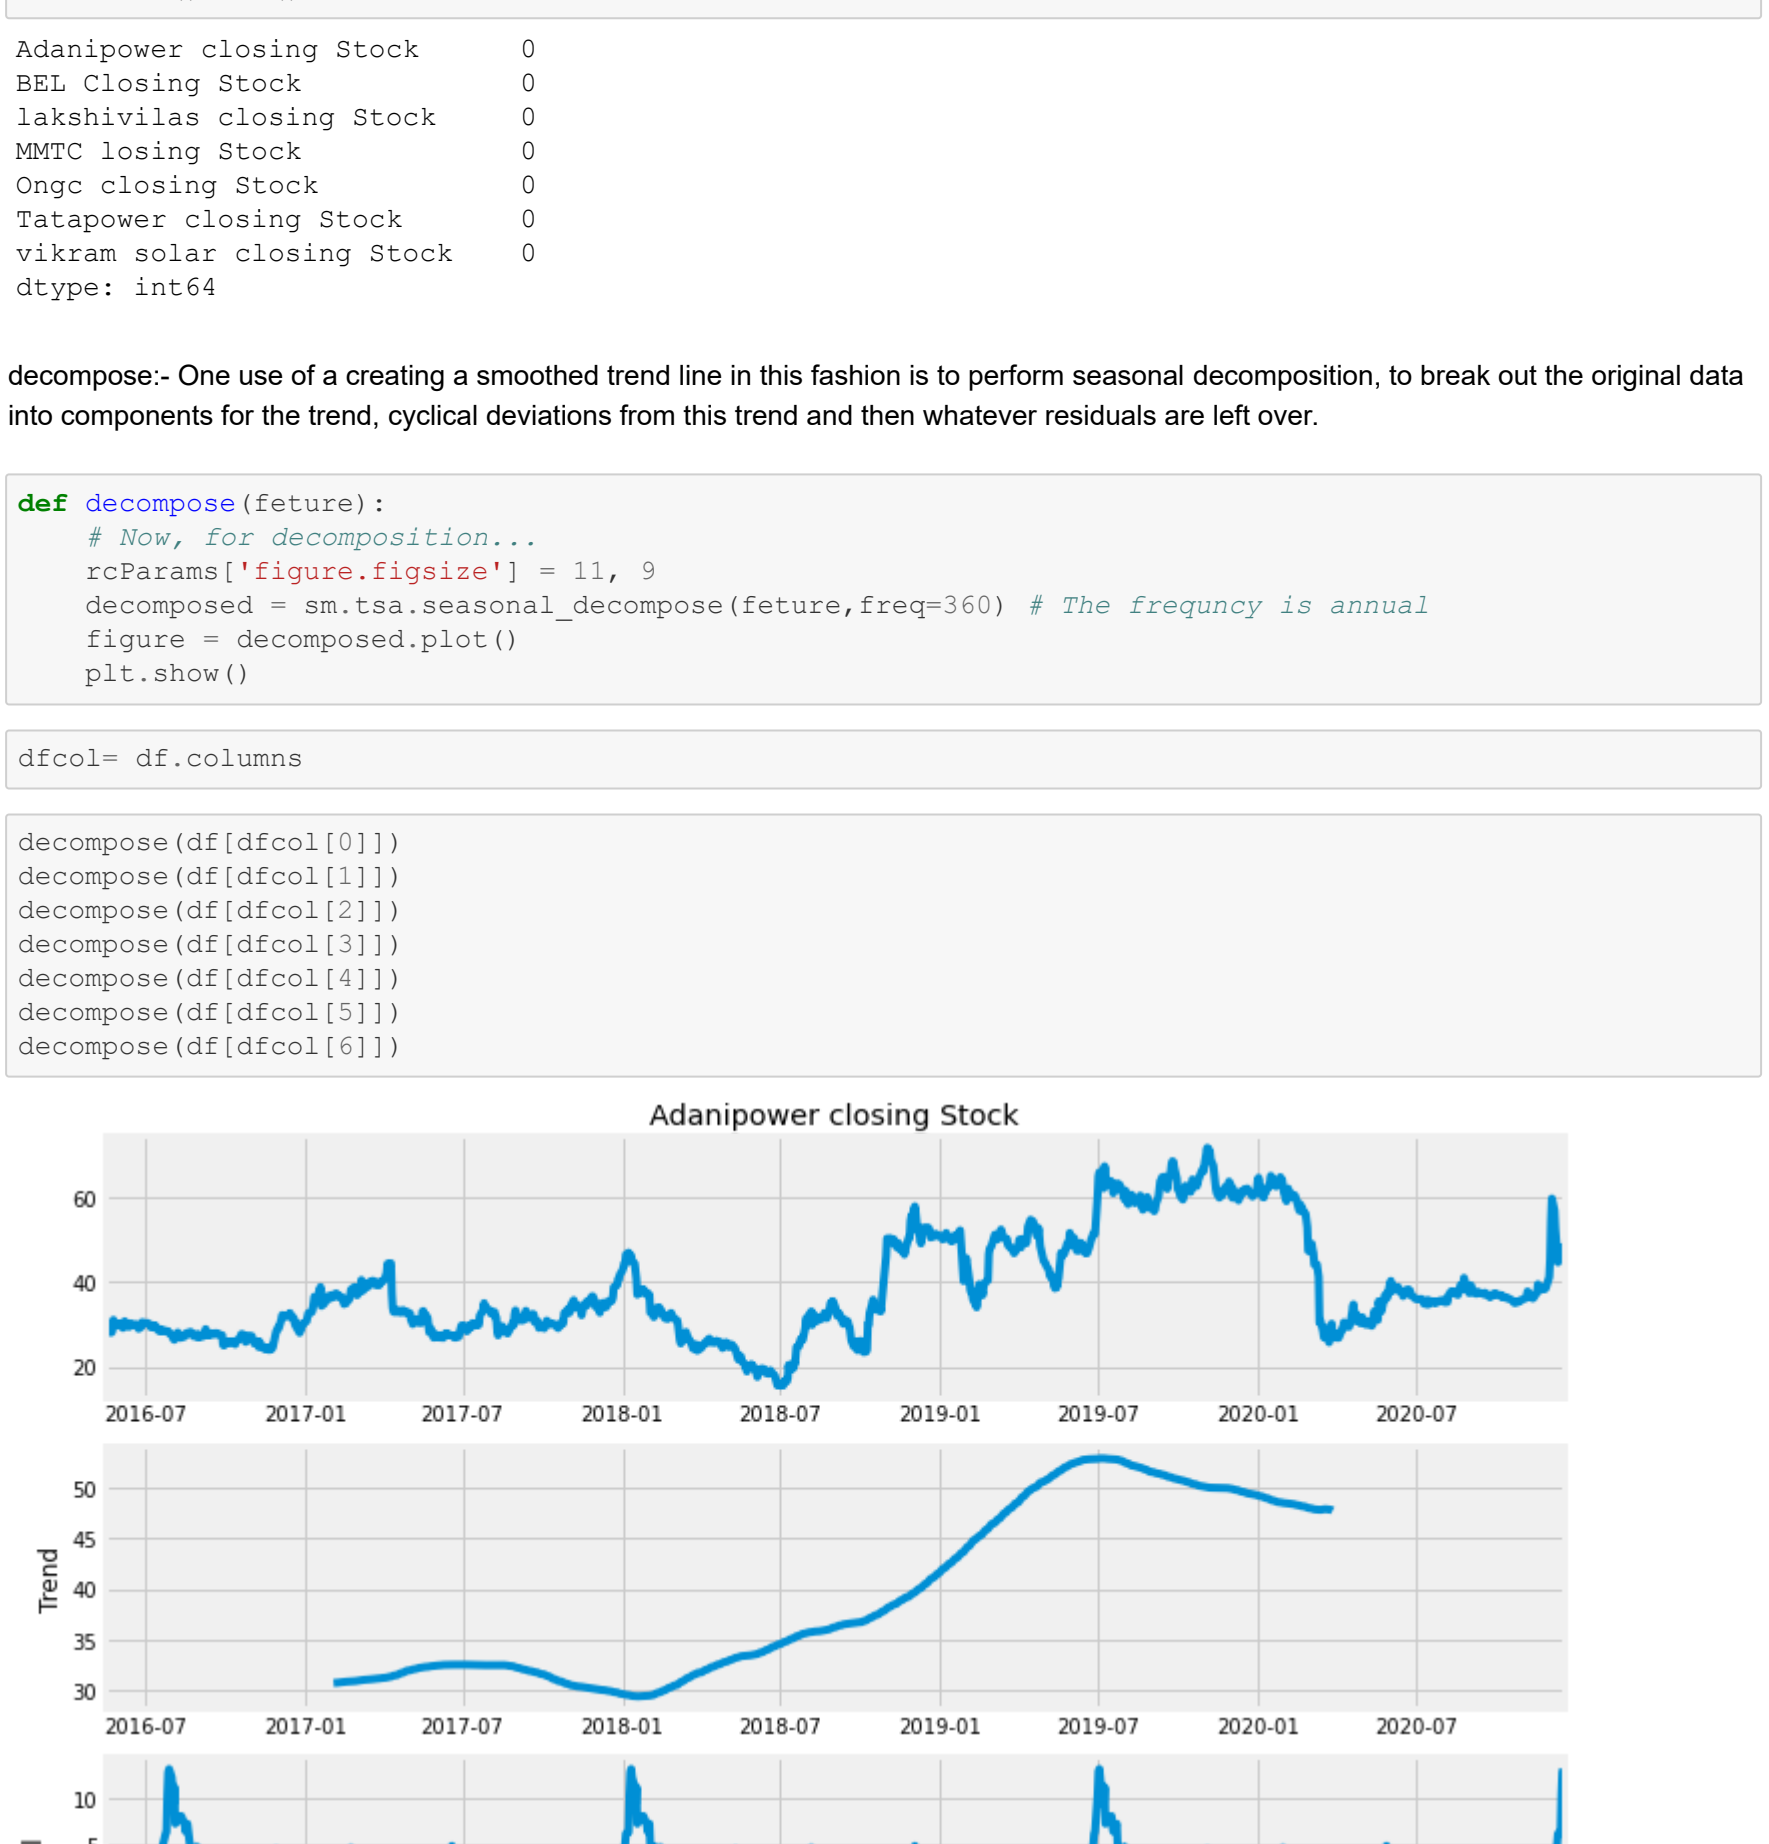 Adanipower closing Stock 0
BEL Closing Stock 0
lakshivilas closing Stock 0
MMTC losing Stock 0
Ongc closing Stock 0
Tatapower closing Stock 0
vikram solar closing Stock 0
dtype: int64
decompose:- One use of a creating a smoothed trend line in this fashion is to perform seasonal decomposition, to break out the original data
into components for the trend, cyclical deviations from this trend and then whatever residuals are left over.
def decompose(feture):
    # Now, for decomposition...
    rcParams['figure.figsize'] = 11, 9
    decomposed = sm.tsa.seasonal_decompose(feture,freq=360) # The frequncy is annual
    figure = decomposed.plot()
    plt.show()
dfcol= df.columns
decompose(df[dfcol[0]])
decompose(df[dfcol[1]])
decompose(df[dfcol[2]])
decompose(df[dfcol[3]])
decompose(df[dfcol[4]])
decompose(df[dfcol[5]])
decompose(df[dfcol[6]])
Adanipower closing Stock
60
40
20
2016-07 2017-01 2017-07 2018-01 2018-07 2019-01 2019-07 2020-01 2020-07
50
45
Trend
40
35
30
2016-07 2017-01 2017-07 2018-01 2018-07 2019-01 2019-07 2020-01 2020-07
10